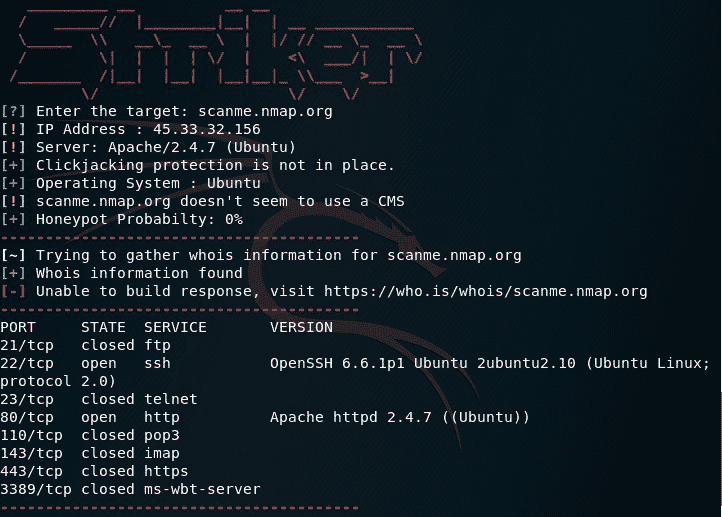 [?] Enter the target: scanme.nmap.org
[!] IP Address : 45.33.32.156
[!] Server: Apache/2.4.7 (Ubuntu)
[+] Clickjacking protection is not in place.
[+] Operating System : Ubuntu
[!] scanme.nmap.org doesn't seem to use a CMS
[+] Honeypot Probabilty: 0%
----------------------------------------
[~] Trying to gather whois information for scanme.nmap.org
[+] Whois information found
[-] Unable to build response, visit https://who.is/whois/scanme.nmap.org
----------------------------------------
PORT     STATE  SERVICE       VERSION
21/tcp   closed ftp
22/tcp   open   ssh           OpenSSH 6.6.1p1 Ubuntu 2ubuntu2.10 (Ubuntu Linux;
protocol 2.0)
23/tcp   closed telnet
80/tcp   open   http          Apache httpd 2.4.7 ((Ubuntu))
110/tcp  closed pop3
143/tcp  closed imap
443/tcp  closed https
3389/tcp closed ms-wbt-server
----------------------------------------